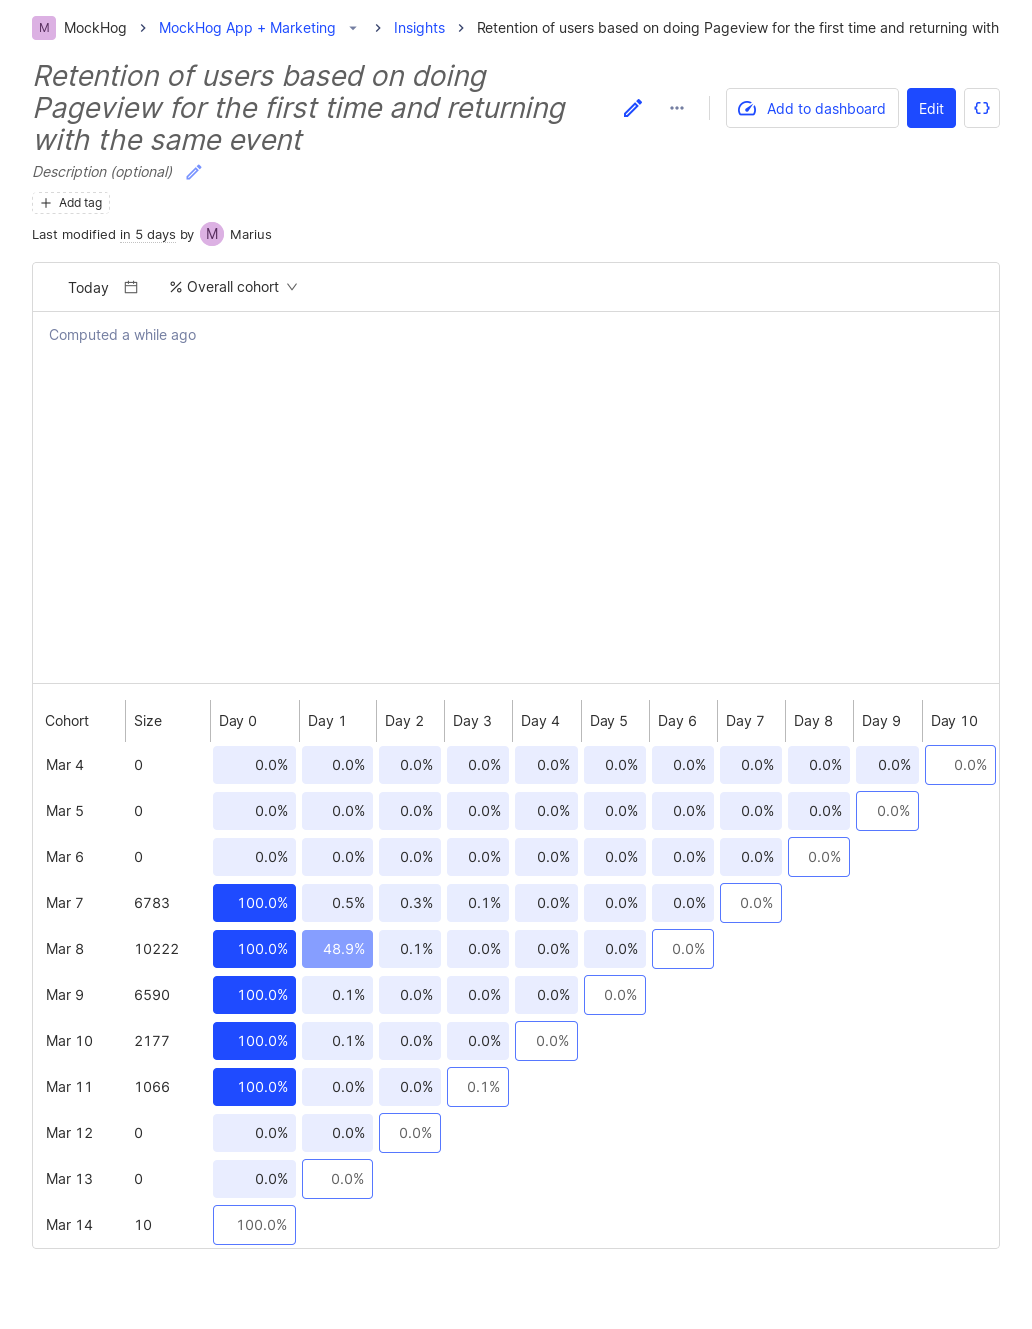 M MockHog > MockHog App + Marketing > Insights > Retention of users based on doing Pageview for the first time and returning with
Retention of users based on doing
Pageview for the first time and returning
with the same event
Add to dashboard Edit {}
Description (optional)
+ Add tag
Last modified in 5 days by M Marius
Today % Overall cohort
Computed a while ago
Cohort Size Day 0 Day 1 Day 2 Day 3 Day 4 Day 5 Day 6 Day 7 Day 8 Day 9 Day 10
Mar 4 0 0.0% 0.0% 0.0% 0.0% 0.0% 0.0% 0.0% 0.0% 0.0% 0.0% 0.0%
Mar 5 0 0.0% 0.0% 0.0% 0.0% 0.0% 0.0% 0.0% 0.0% 0.0% 0.0%
Mar 6 0 0.0% 0.0% 0.0% 0.0% 0.0% 0.0% 0.0% 0.0% 0.0%
Mar 7 6783 100.0% 0.5% 0.3% 0.1% 0.0% 0.0% 0.0% 0.0%
Mar 8 10222 100.0% 48.9% 0.1% 0.0% 0.0% 0.0% 0.0%
Mar 9 6590 100.0% 0.1% 0.0% 0.0% 0.0% 0.0%
Mar 10 2177 100.0% 0.1% 0.0% 0.0% 0.0%
Mar 11 1066 100.0% 0.0% 0.0% 0.1%
Mar 12 0 0.0% 0.0% 0.0%
Mar 13 0 0.0% 0.0%
Mar 14 10 100.0%